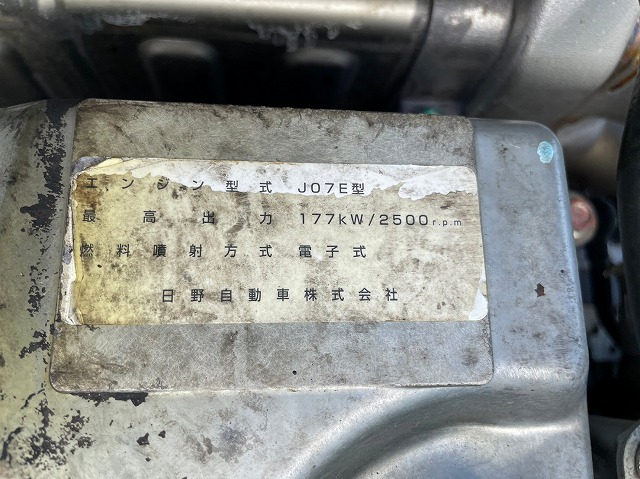 エンジン型式 J07E型
最高出力 177kW/2500r.p.m
燃料噴射方式 電子式
日野自動車株式会社